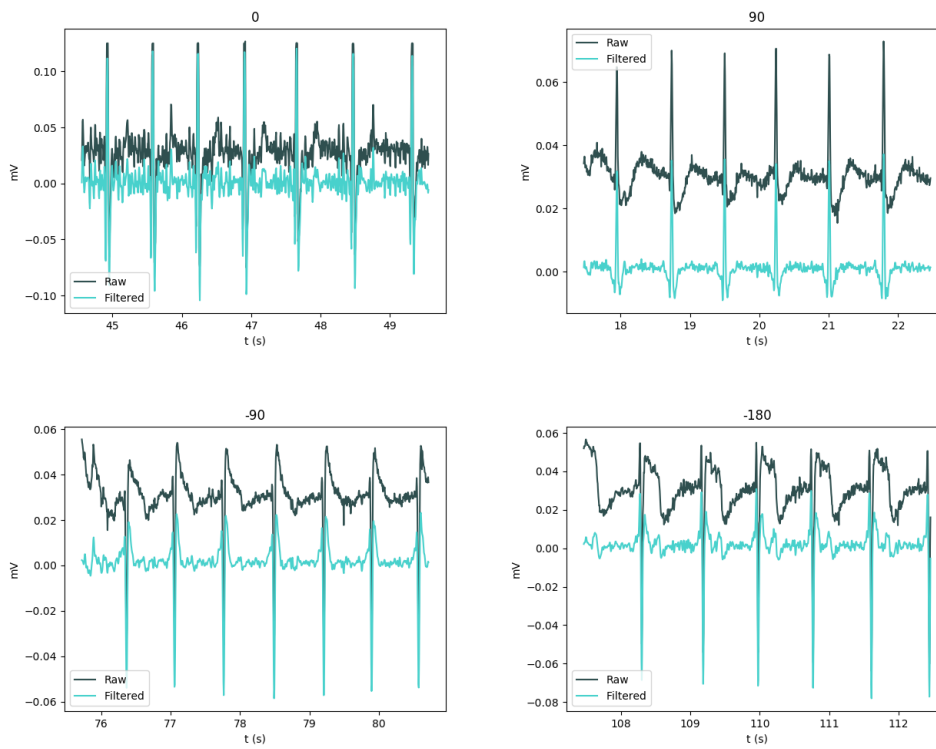 0
mV
0.10
0.05
0.00
−0.05
−0.10
Raw
Filtered
45 46 47 48 49
t (s)
90
mV
0.06
0.04
0.02
0.00
Raw
Filtered
18 19 20 21 22
t (s)
-90
mV
0.06
0.04
0.02
0.00
−0.02
−0.04
−0.06
Raw
Filtered
76 77 78 79 80
t (s)
-180
mV
0.06
0.04
0.02
0.00
−0.02
−0.04
−0.06
−0.08
Raw
Filtered
108 109 110 111 112
t (s)